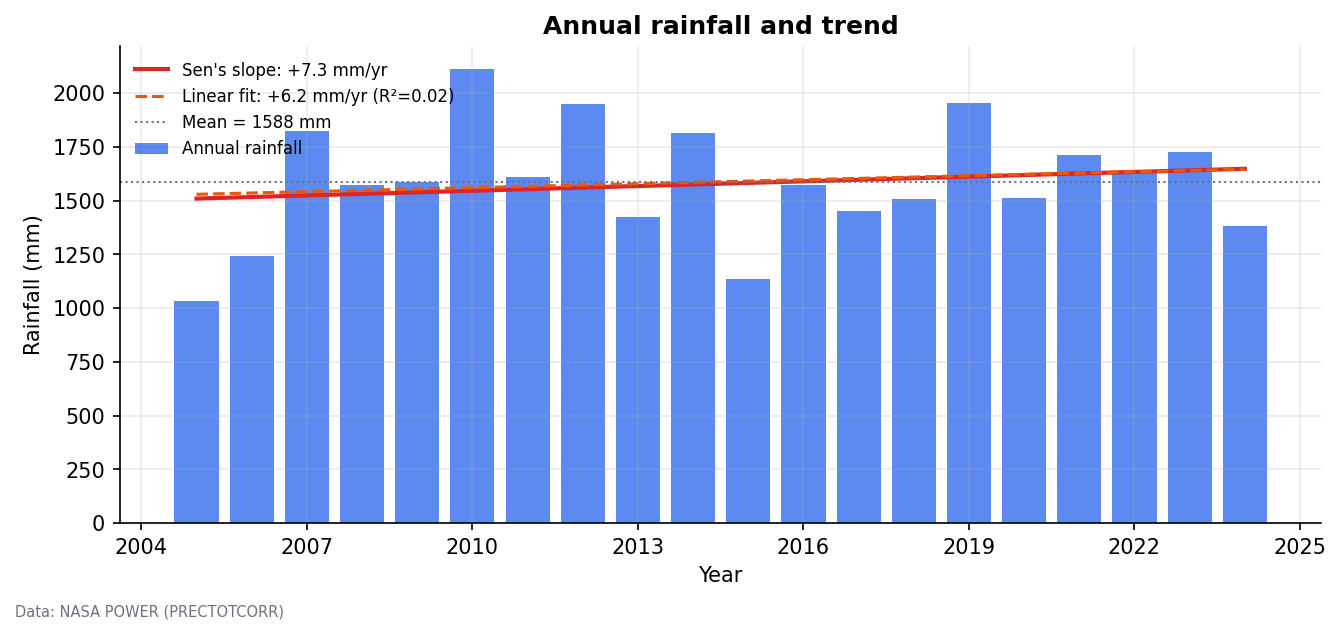 Annual rainfall and trend
Sen's slope: +7.3 mm/yr
Linear fit: +6.2 mm/yr (R²=0.02)
Mean = 1588 mm
Annual rainfall
Rainfall (mm)
2000
1750
1500
1250
1000
750
500
250
0
2004 2007 2010 2013 2016 2019 2022 2025
Year
Data: NASA POWER (PRECTOTCORR)